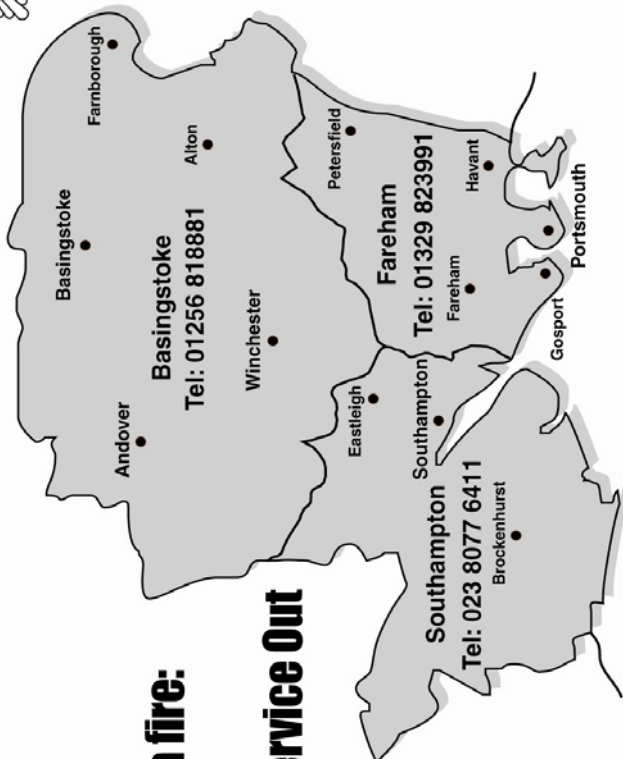 fire:
Out
Farnborough
Basingstoke
Alton
Andover
Basingstoke
Tel: 01256 818881
Winchester
Petersfield
Fareham
Tel: 01329 823991
Havant
Fareham
Portsmouth
Gosport
Eastleigh
Southampton
Southampton
Tel: 023 8077 6411
Brockenhurst